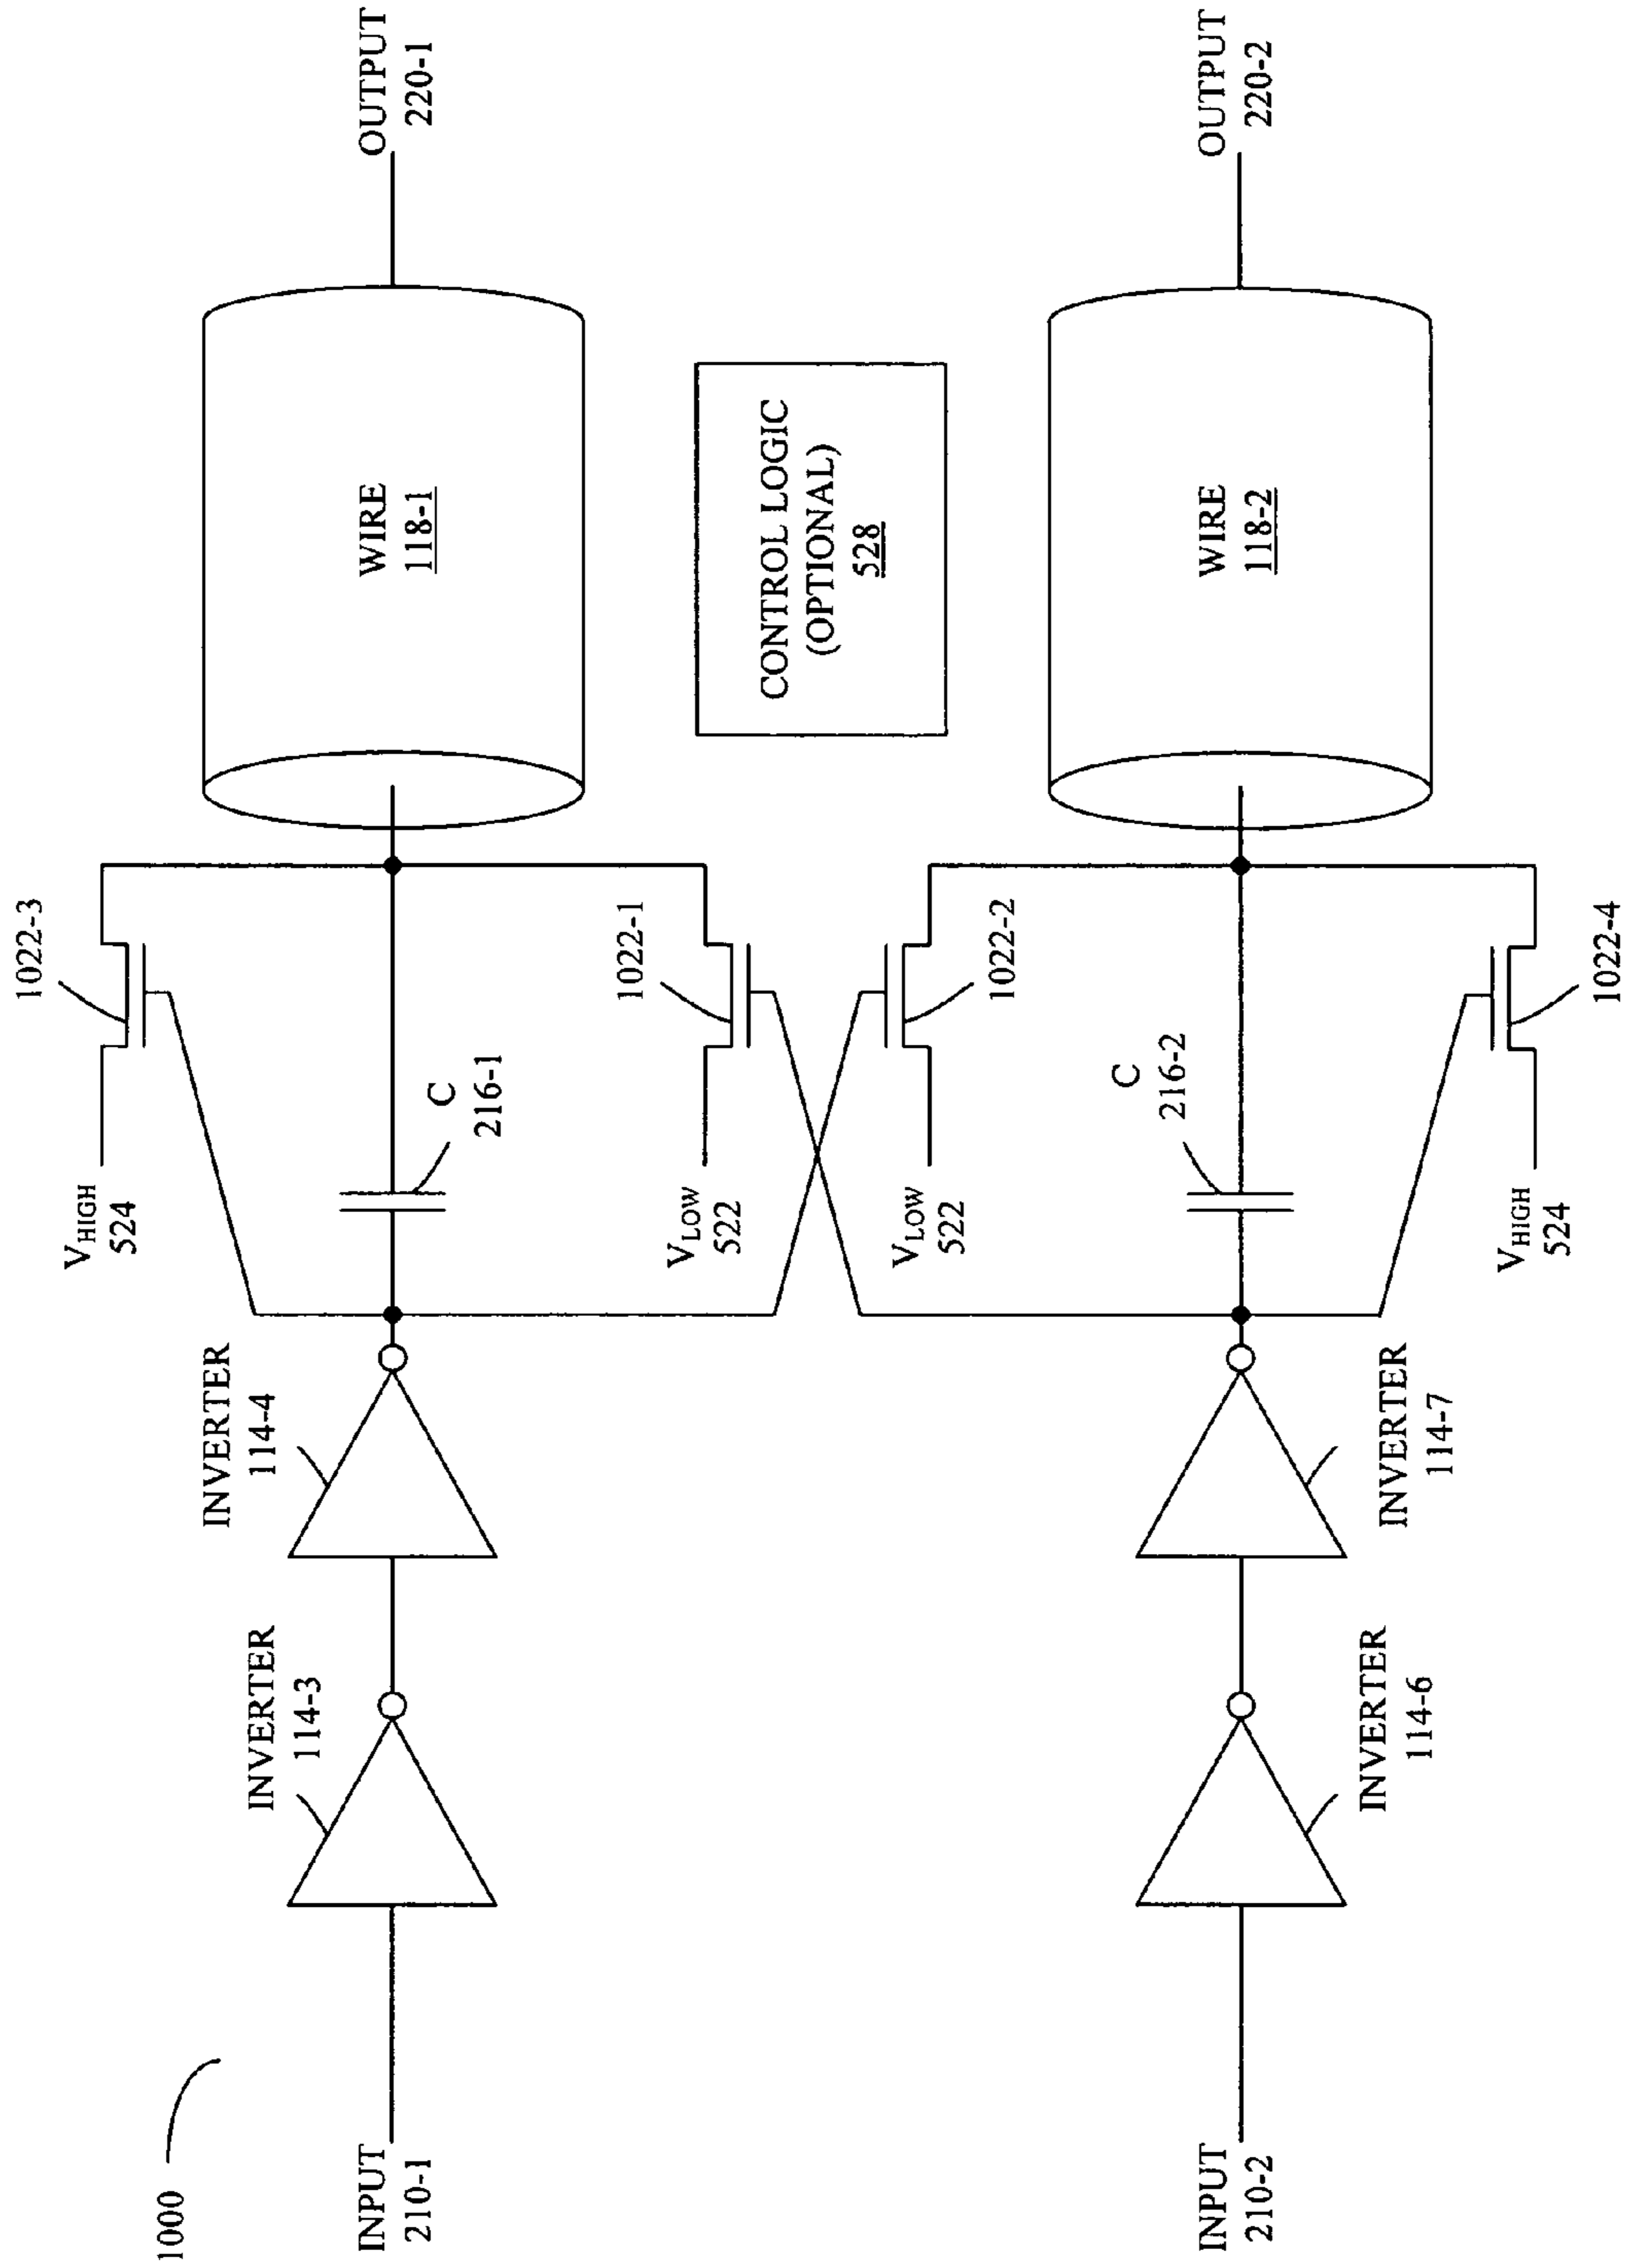 1000
INPUT
210-1
INVERTER
114-3
INVERTER
114-4
V_HIGH
524
1022-3
C
216-1
WIRE
118-1
OUTPUT
220-1
V_LOW
522
1022-1
V_LOW
522
1022-2
CONTROL LOGIC
(OPTIONAL)
528
INPUT
210-2
INVERTER
114-6
INVERTER
114-7
C
216-2
V_HIGH
524
1022-4
WIRE
118-2
OUTPUT
220-2